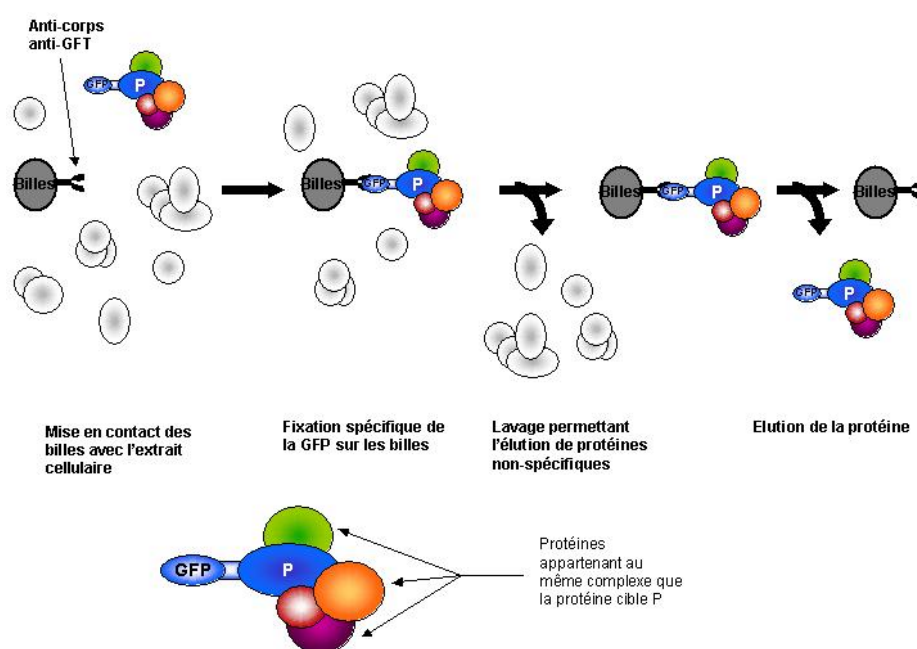 Anti-corps
anti-GFT
GFP
P
Billes
Billes
GFP
P
Billes
GFP
P
Billes
GFP
P
Mise en contact des
billes avec l'extrait
cellulaire
Fixation spécifique de
la GFP sur les billes
Lavage permettant
l'élution de protéines
non-spécifiques
Elution de la protéine
GFP
P
Protéines
appartenant au
même complexe que
la protéine cible P